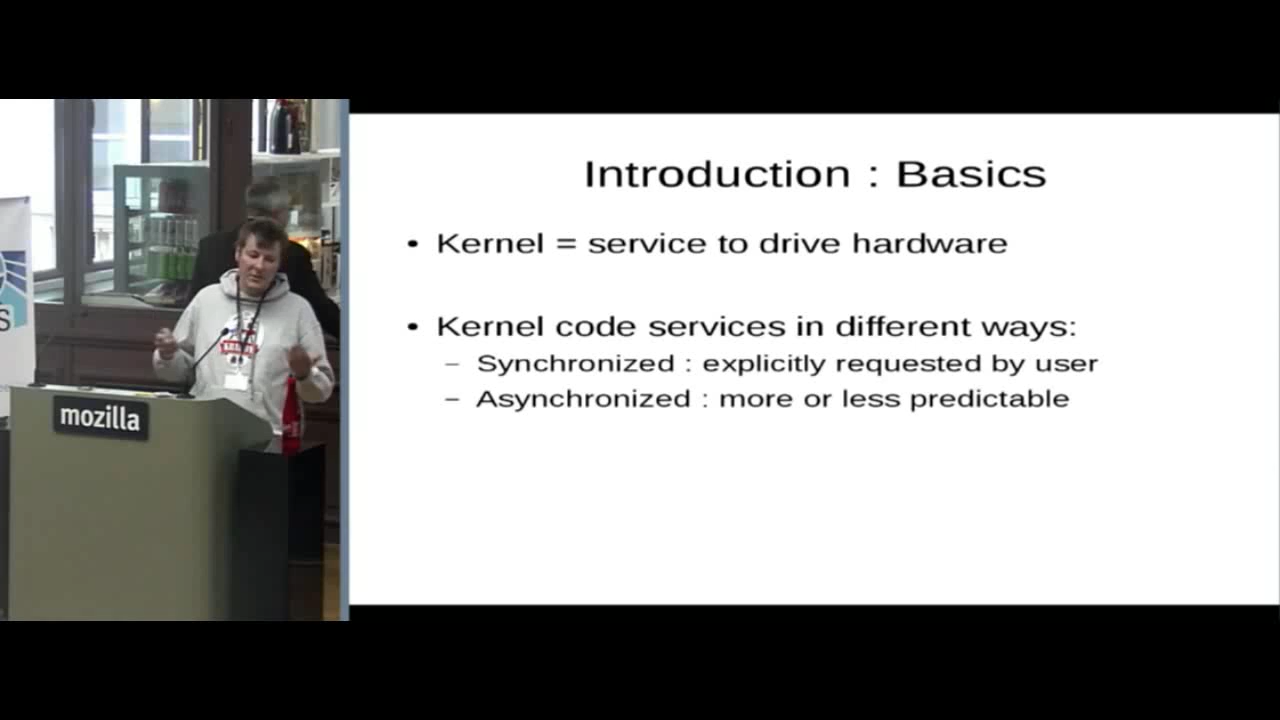 Introduction : Basics
• Kernel = service to drive hardware
• Kernel code services in different ways:
– Synchronized : explicitly requested by user
– Asynchronized : more or less predictable
mozilla
S